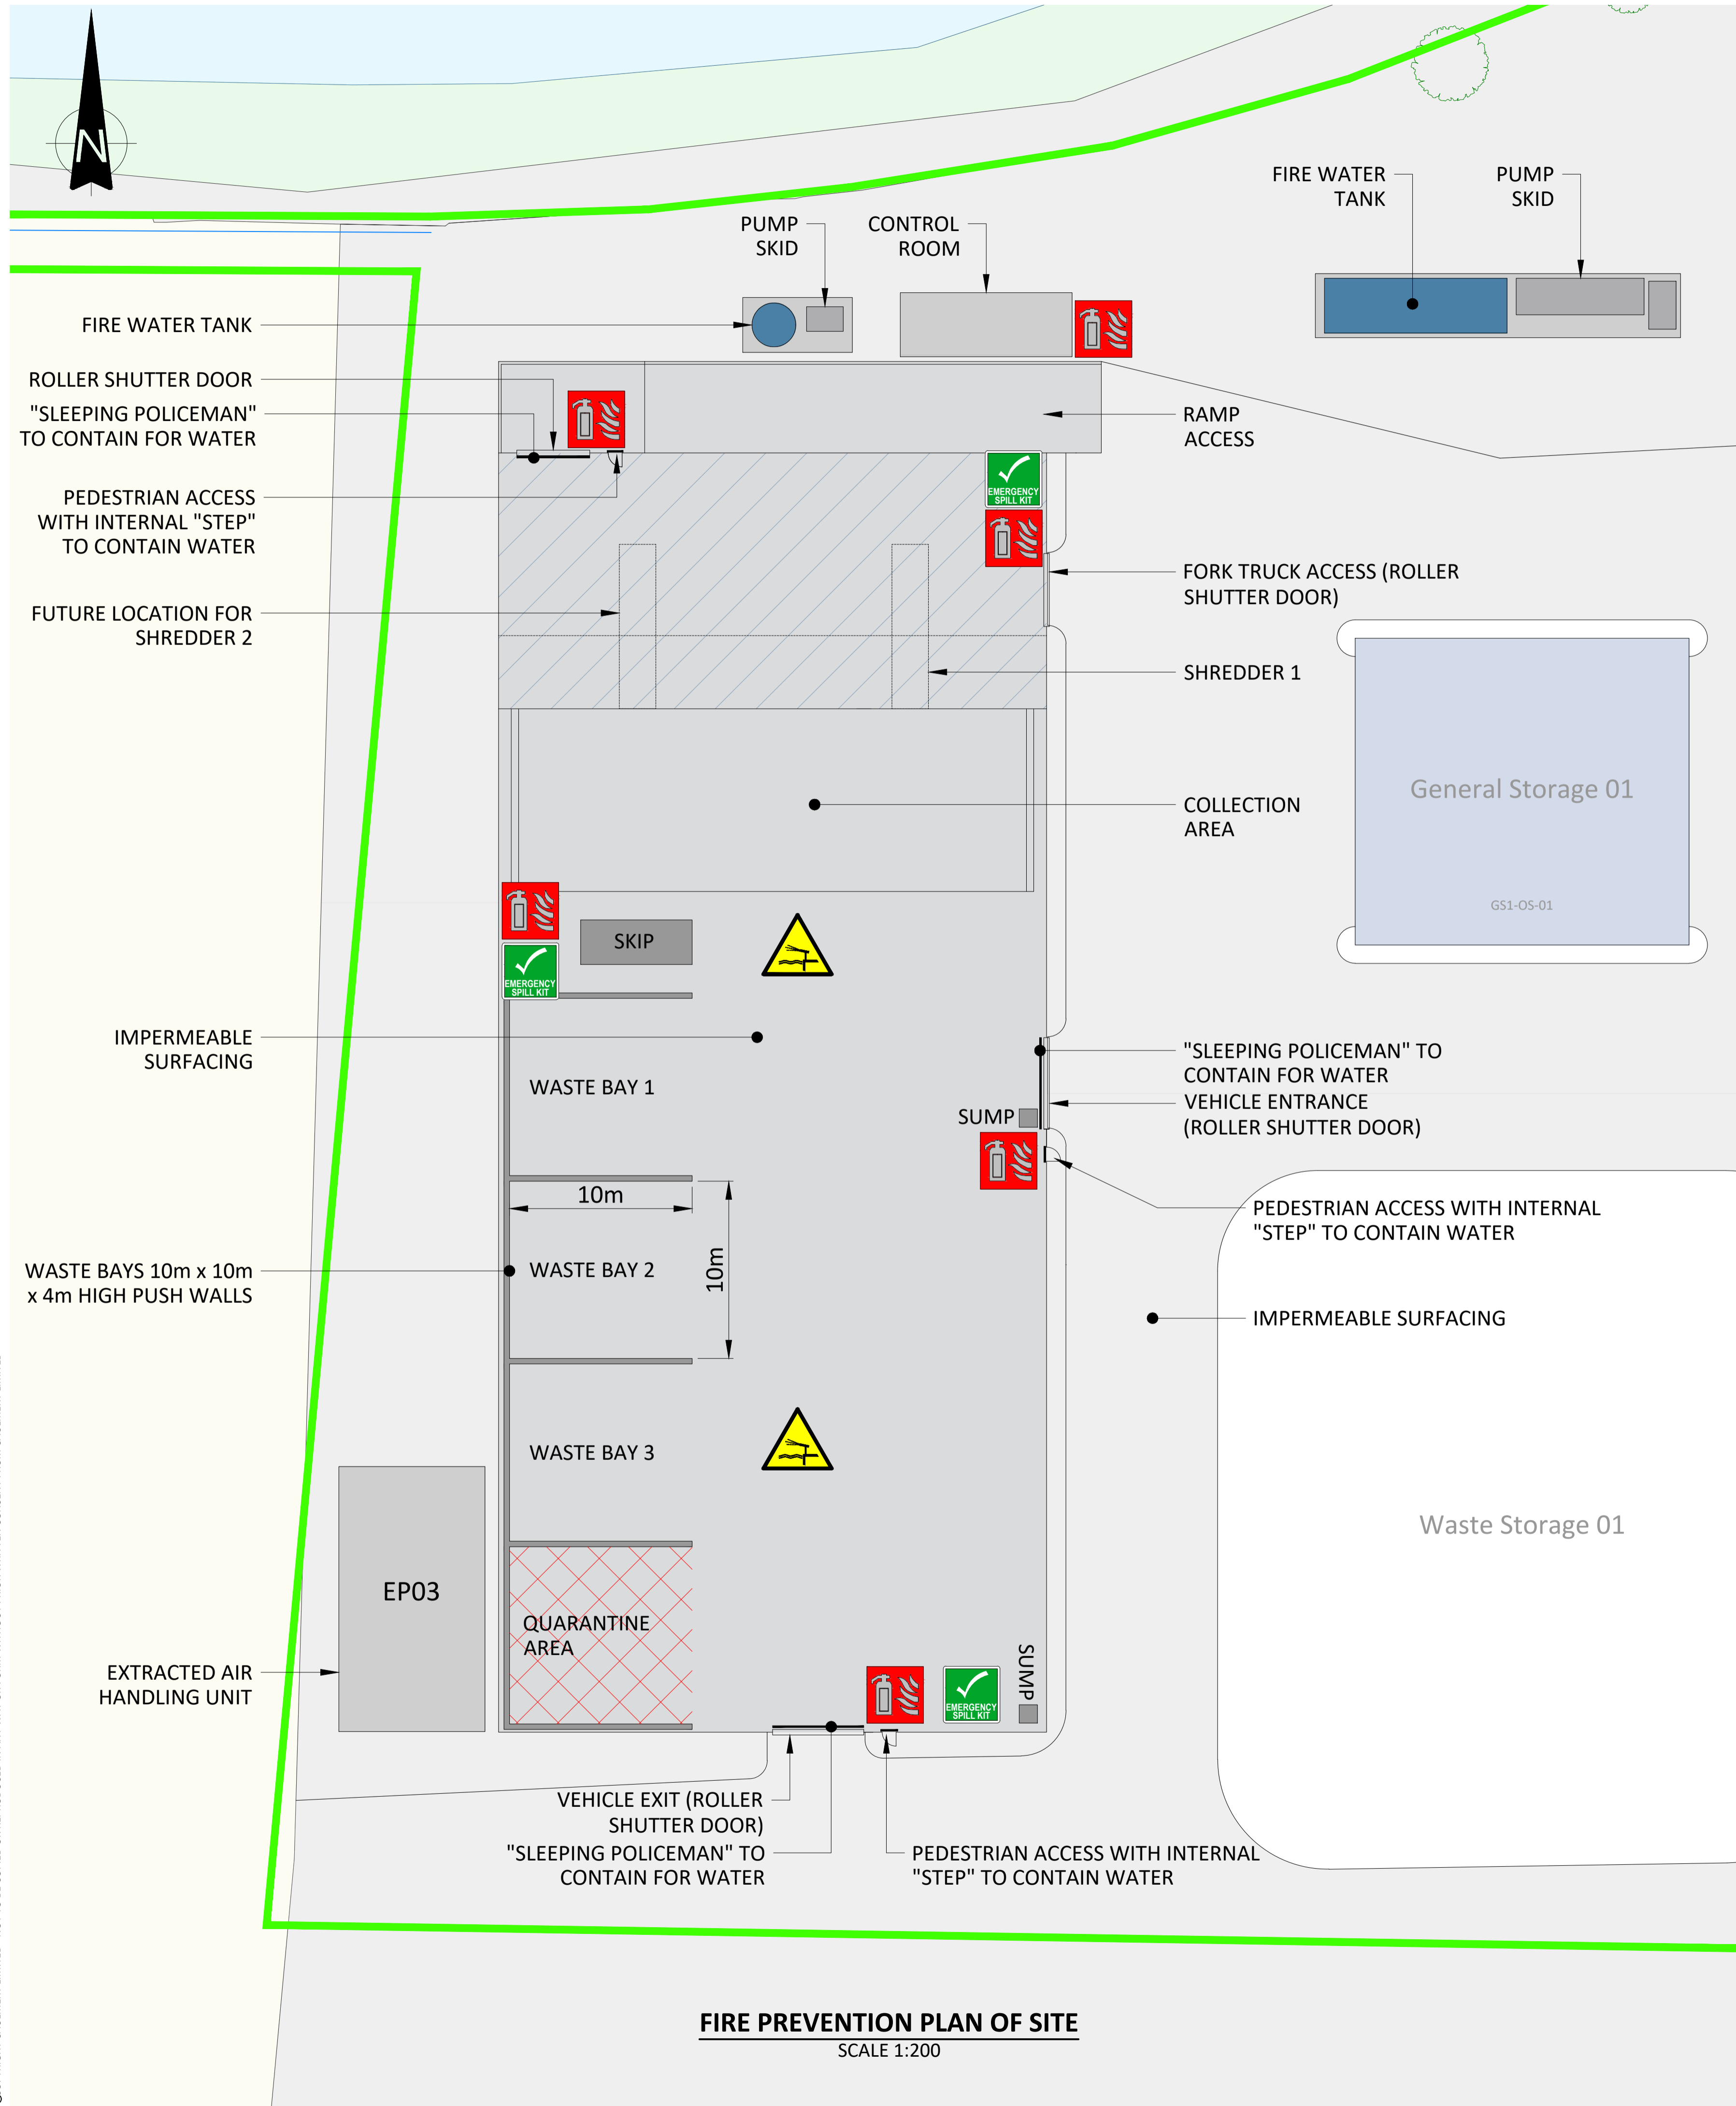 N
FIRE WATER
TANK
PUMP
SKID
PUMP
SKID
CONTROL
ROOM
FIRE WATER TANK
ROLLER SHUTTER DOOR
"SLEEPING POLICEMAN"
TO CONTAIN FOR WATER
RAMP
ACCESS
PEDESTRIAN ACCESS
WITH INTERNAL "STEP"
TO CONTAIN WATER
EMERGENCY
SPILL KIT
FORK TRUCK ACCESS (ROLLER
SHUTTER DOOR)
FUTURE LOCATION FOR
SHREDDER 2
SHREDDER 1
General Storage 01
COLLECTION
AREA
GS1-OS-01
SKIP
EMERGENCY
SPILL KIT
IMPERMEABLE
SURFACING
"SLEEPING POLICEMAN" TO
CONTAIN FOR WATER
WASTE BAY 1
VEHICLE ENTRANCE
(ROLLER SHUTTER DOOR)
SUMP
10m
PEDESTRIAN ACCESS WITH INTERNAL
"STEP" TO CONTAIN WATER
WASTE BAYS 10m x 10m
x 4m HIGH PUSH WALLS
WASTE BAY 2
10m
IMPERMEABLE SURFACING
WASTE BAY 3
Waste Storage 01
EP03
QUARANTINE
AREA
EXTRACTED AIR
HANDLING UNIT
SUMP
EMERGENCY
SPILL KIT
VEHICLE EXIT (ROLLER
SHUTTER DOOR)
"SLEEPING POLICEMAN" TO
CONTAIN FOR WATER
PEDESTRIAN ACCESS WITH INTERNAL
"STEP" TO CONTAIN WATER
FIRE PREVENTION PLAN OF SITE
SCALE 1:200